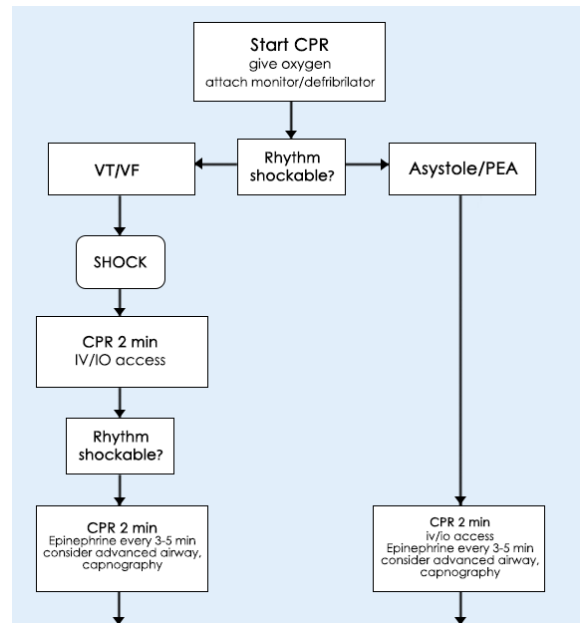 Start CPR
give oxygen
attach monitor/defribrilator
Rhythm
shockable?
VT/VF
Asystole/PEA
SHOCK
CPR 2 min
IV/IO access
Rhythm
shockable?
CPR 2 min
Epinephrine every 3-5 min
consider advanced airway,
capnography
CPR 2 min
iv/io access
Epinephrine every 3-5 min
consider advanced airway,
capnography